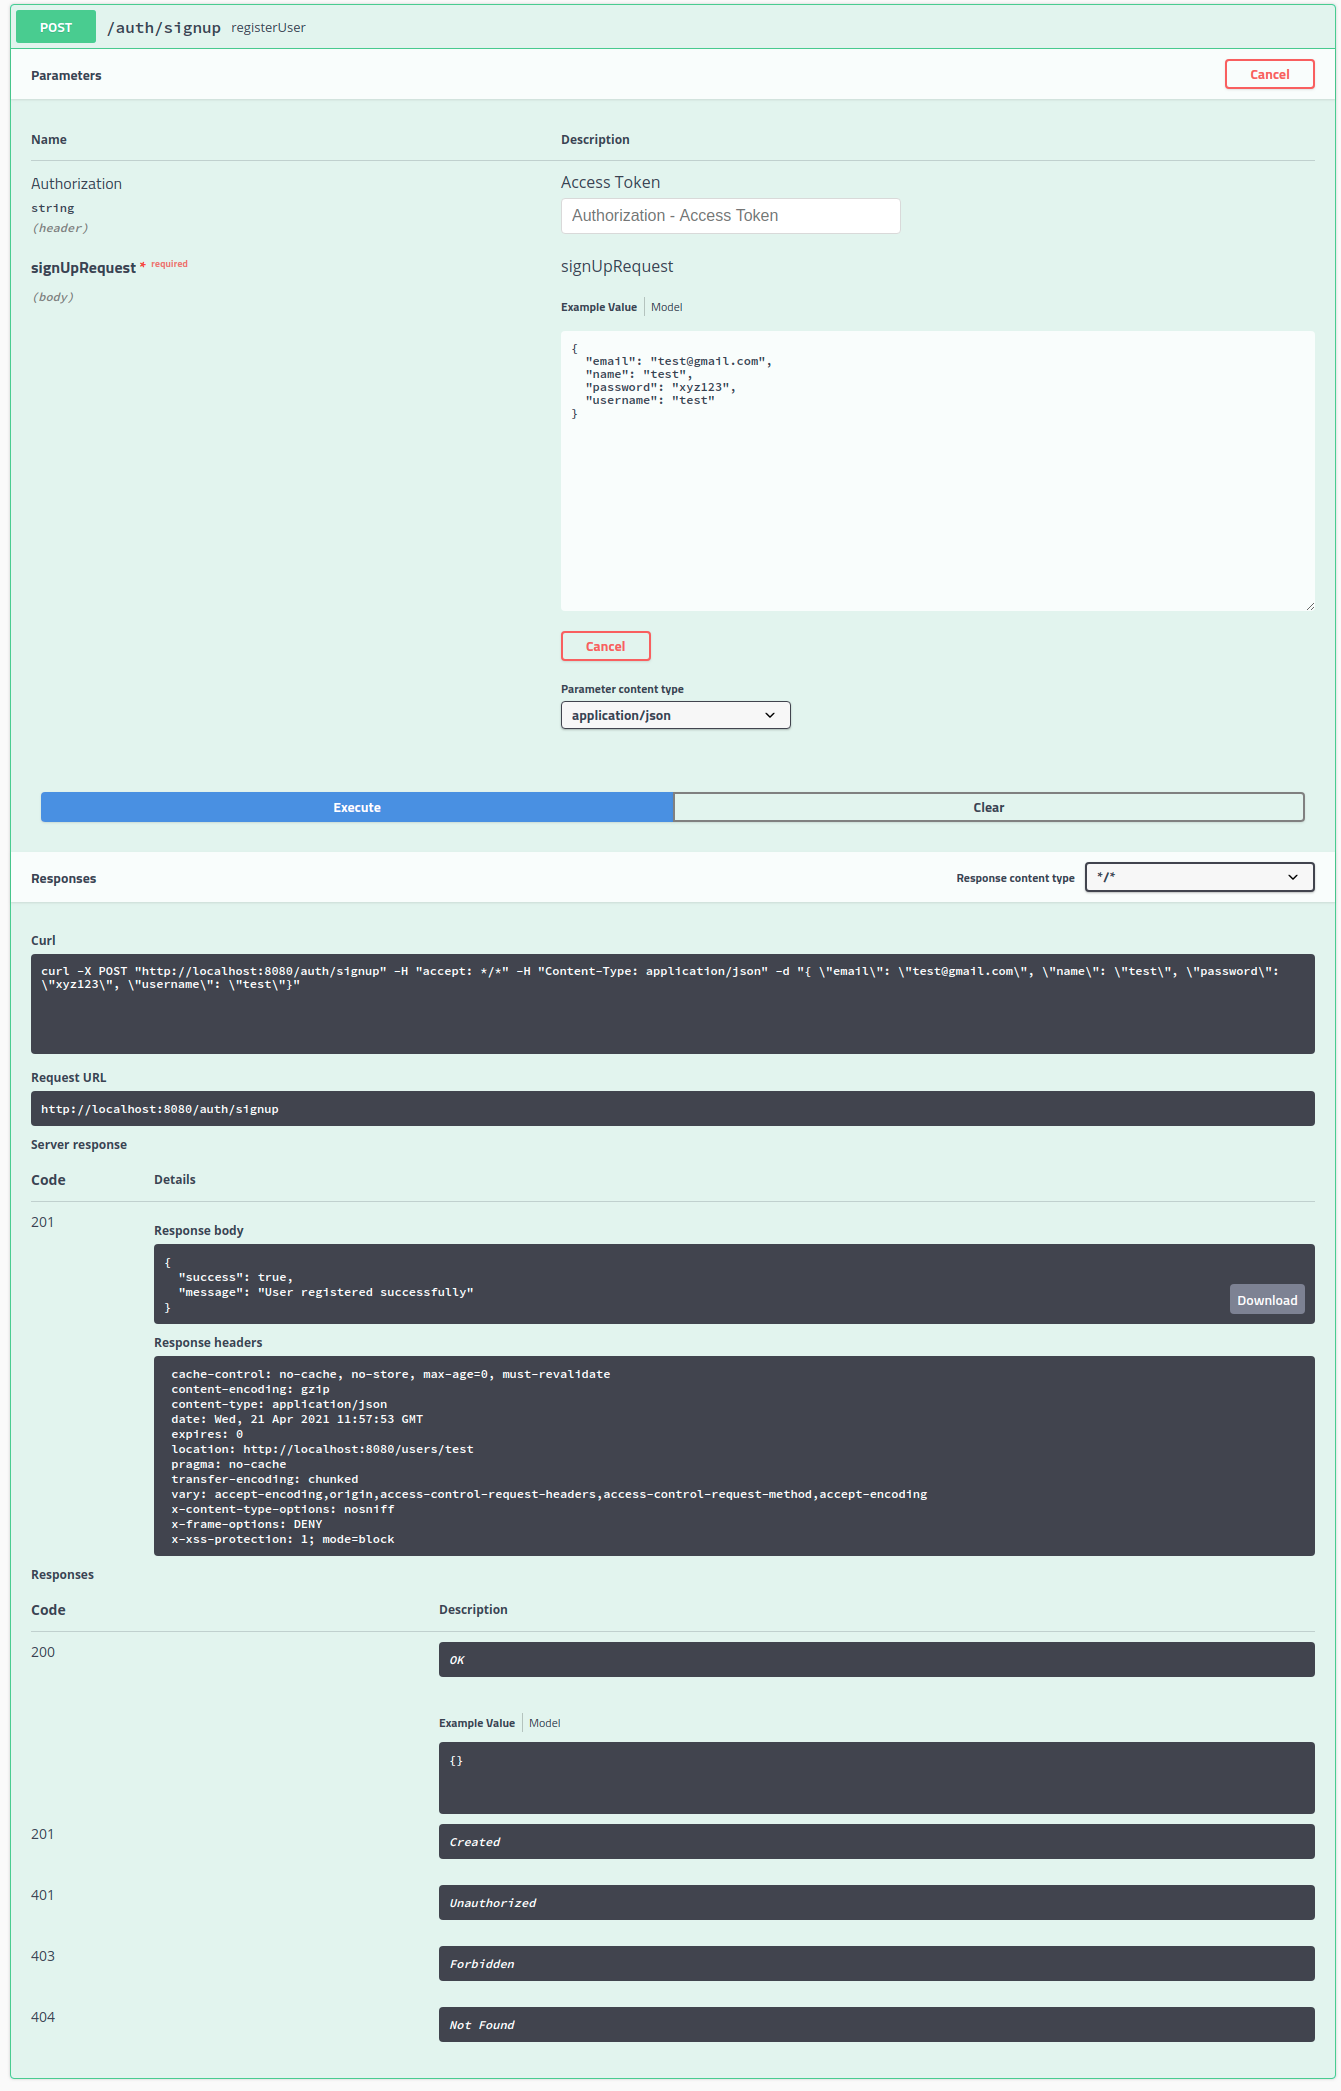 POST /auth/signup registerUser
Parameters Cancel
Name Description
Authorization
string
(header)
Access Token
Authorization - Access Token
signUpRequest * required
(body)
signUpRequest
Example Value Model
{
  "email": "test@gmail.com",
  "name": "test",
  "password": "xyz123",
  "username": "test"
}
Cancel
Parameter content type
application/json
Execute Clear
Responses Response content type */*
Curl
curl -X POST "http://localhost:8080/auth/signup" -H "accept: */*" -H "Content-Type: application/json" -d "{ \"email\": \"test@gmail.com\", \"name\": \"test\", \"password\":
\"xyz123\", \"username\": \"test\"}"
Request URL
http://localhost:8080/auth/signup
Server response
Code Details
201
Response body
{
  "success": true,
  "message": "User registered successfully"
}
Download
Response headers
cache-control: no-cache, no-store, max-age=0, must-revalidate
content-encoding: gzip
content-type: application/json
date: Wed, 21 Apr 2021 11:57:53 GMT
expires: 0
location: http://localhost:8080/users/test
pragma: no-cache
transfer-encoding: chunked
vary: accept-encoding,origin,access-control-request-headers,access-control-request-method,accept-encoding
x-content-type-options: nosniff
x-frame-options: DENY
x-xss-protection: 1; mode=block
Responses
Code Description
200 OK
Example Value Model
{}
201 Created
401 Unauthorized
403 Forbidden
404 Not Found